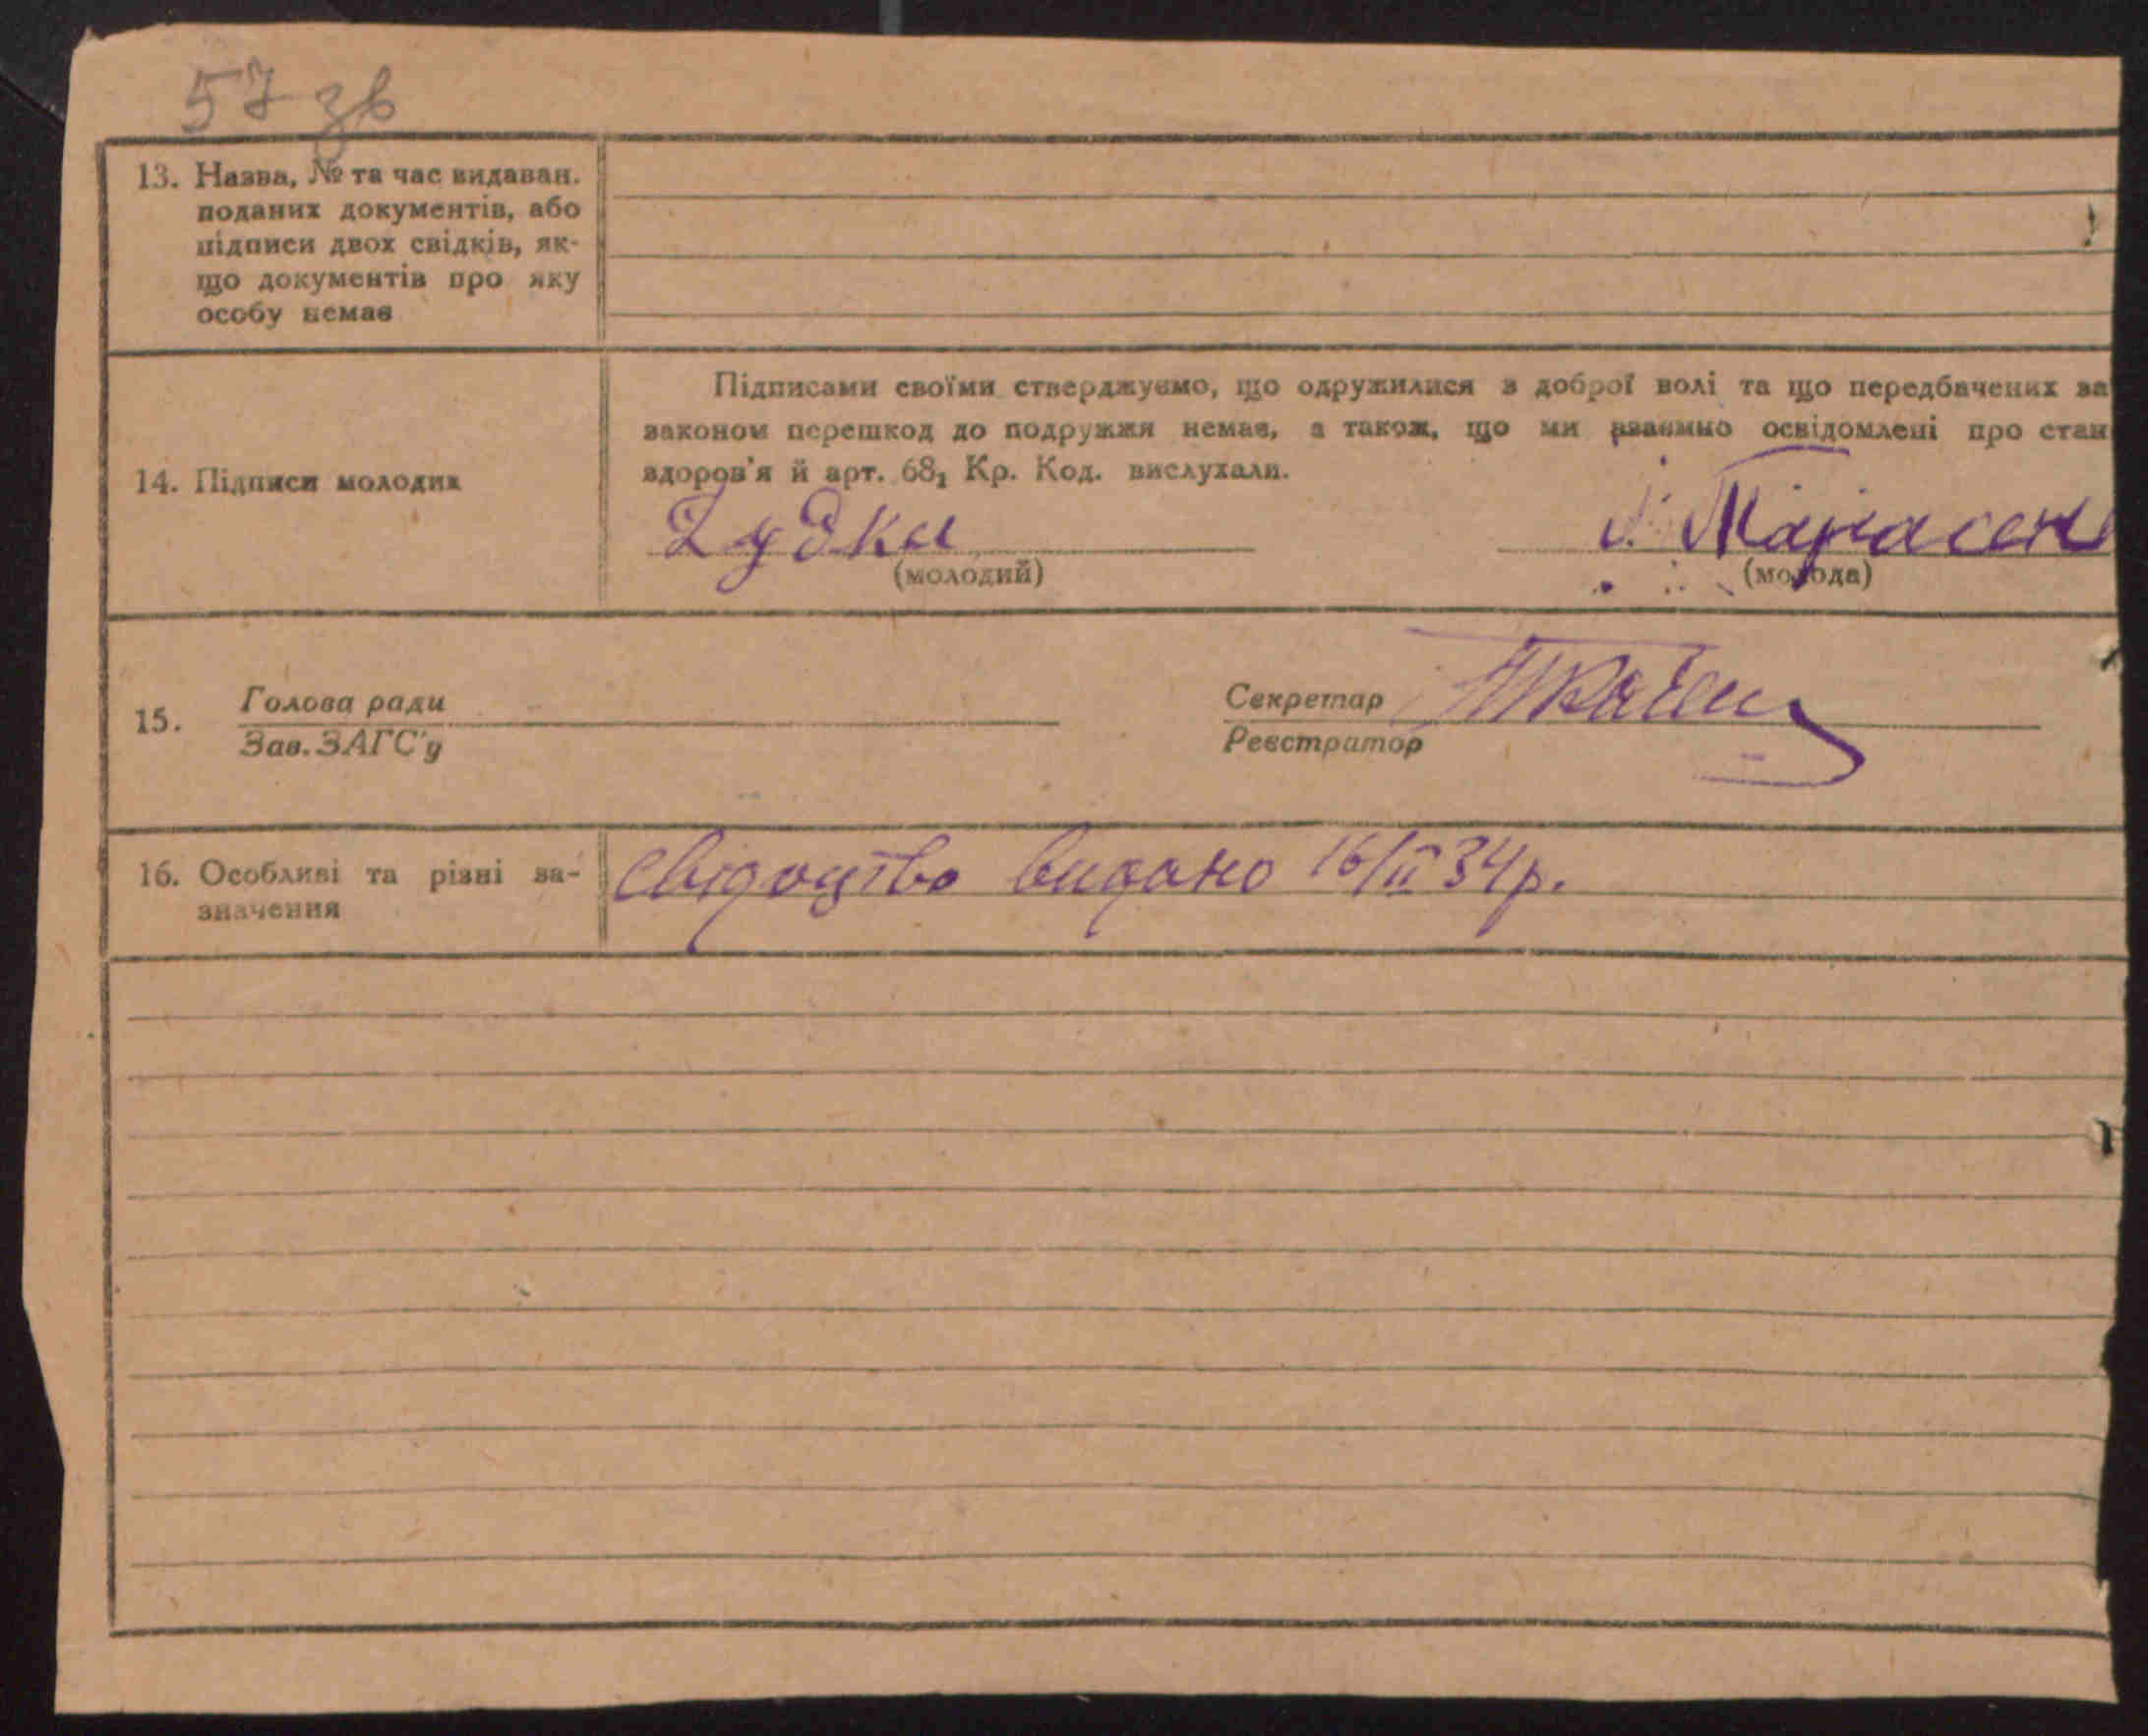 57 зв
13. Назва, № та час видаван.
поданих документів, або
підписи двох свідків, як-
що документів про яку
особу немає
Підписами своїми стверджуємо, що одружилися з доброї волі та що передбачених за
законом перешкод до подружжя немає, а також, що ми взаємно освідомлені про стан
здоров'я й арт. 68₁ Кр. Код. вислухали.
14. Підписи молодих
(молодий)
(молода)
15. Голова ради
Зав. ЗАГС'у
Секретар
Реєстратор
16. Особливі та різні за-
значення
свідоцтво видано 16/II 34р.